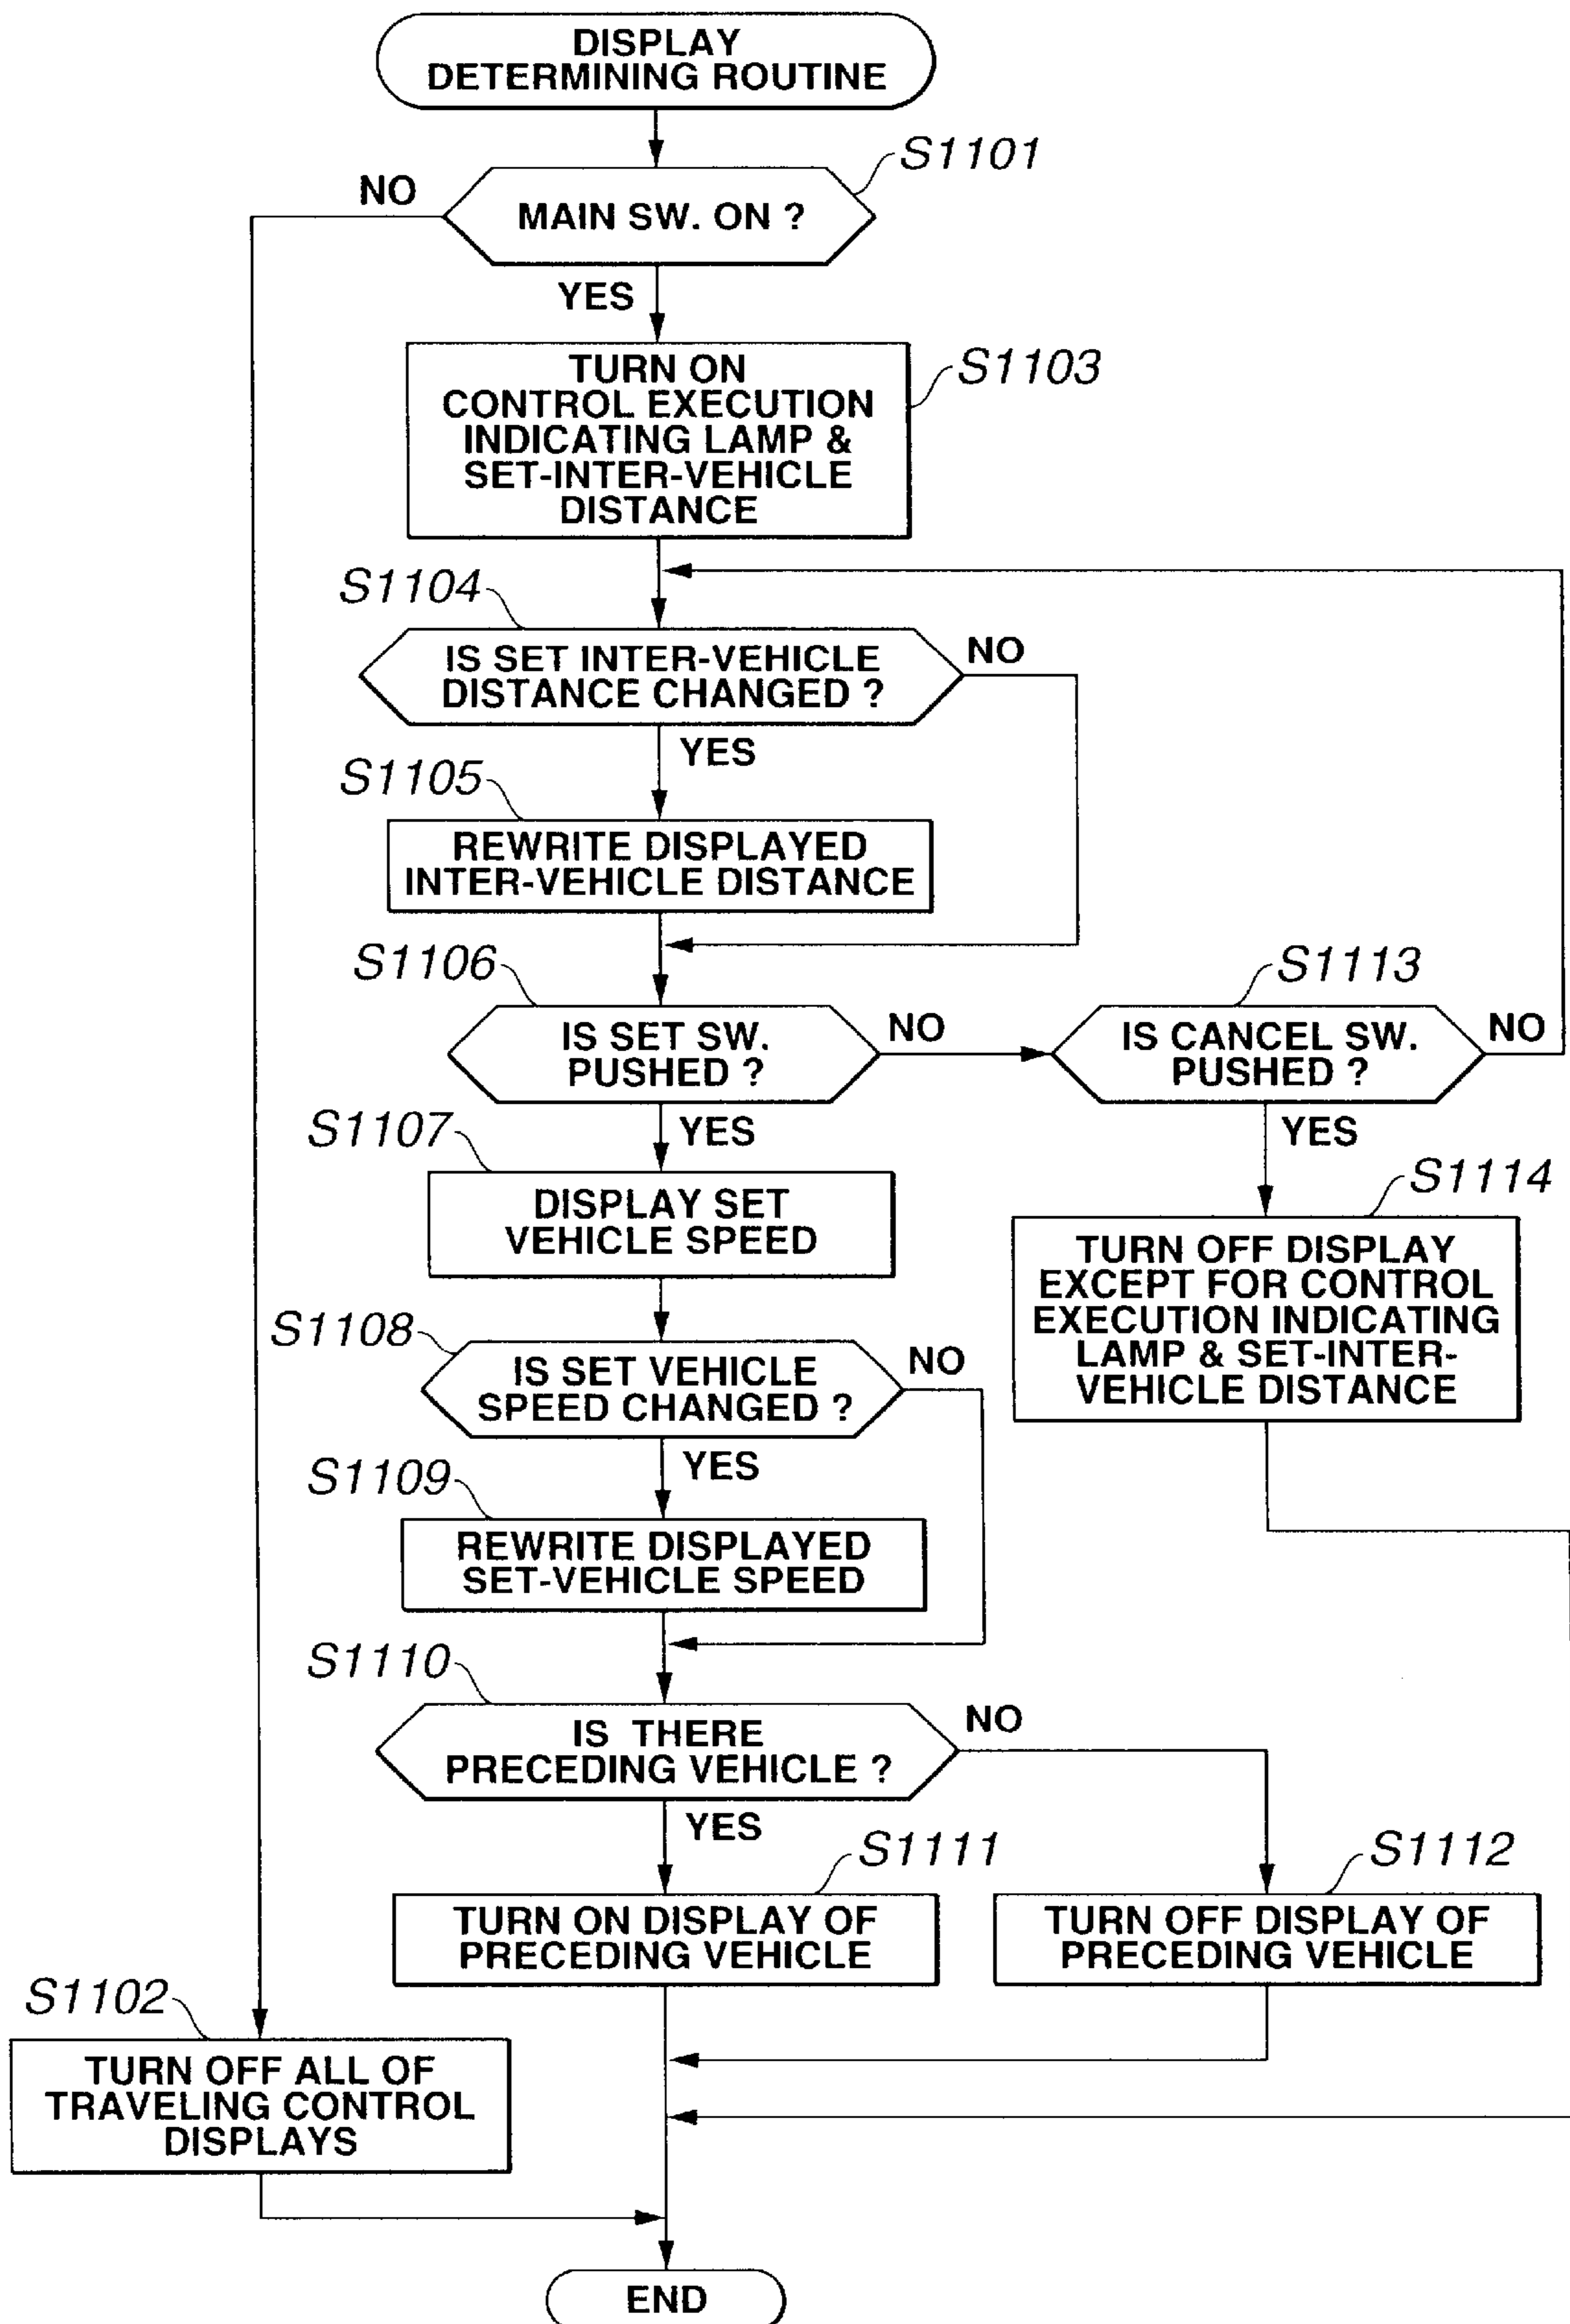 DISPLAY
DETERMINING ROUTINE
S1101
NO
MAIN SW. ON ?
YES
S1103
TURN ON
CONTROL EXECUTION
INDICATING LAMP &
SET-INTER-VEHICLE
DISTANCE
S1104
IS SET INTER-VEHICLE
DISTANCE CHANGED ?
NO
YES
S1105
REWRITE DISPLAYED
INTER-VEHICLE DISTANCE
S1106
IS SET SW.
PUSHED ?
NO
S1113
IS CANCEL SW.
PUSHED ?
NO
YES
YES
S1107
DISPLAY SET
VEHICLE SPEED
S1114
TURN OFF DISPLAY
EXCEPT FOR CONTROL
EXECUTION INDICATING
LAMP & SET-INTER-
VEHICLE DISTANCE
S1108
IS SET VEHICLE
SPEED CHANGED ?
NO
YES
S1109
REWRITE DISPLAYED
SET-VEHICLE SPEED
S1110
IS THERE
PRECEDING VEHICLE ?
NO
YES
S1111
TURN ON DISPLAY OF
PRECEDING VEHICLE
S1112
TURN OFF DISPLAY OF
PRECEDING VEHICLE
S1102
TURN OFF ALL OF
TRAVELING CONTROL
DISPLAYS
END